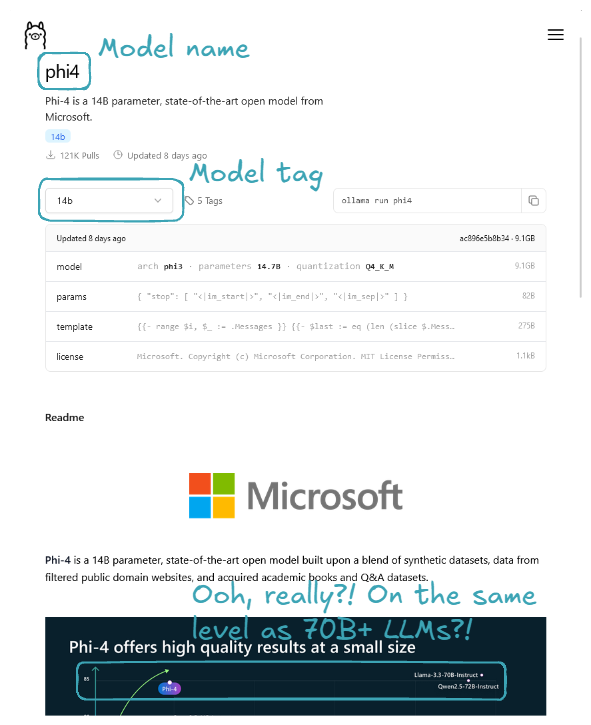 Model name
phi4
Phi-4 is a 14B parameter, state-of-the-art open model from
Microsoft.
14b
121K Pulls Updated 8 days ago
Model tag
14b 5 Tags ollama run phi4
Updated 8 days ago ac896e5b8b34 · 9.1GB
model arch phi3 · parameters 14.7B · quantization Q4_K_M 9.1GB
params { "stop": [ "<|im_start|>", "<|im_end|>", "<|im_sep|>" ] } 82B
template {{- range $i, $_ := .Messages }} {{- $last := eq (len (slice $.Mess… 275B
license Microsoft. Copyright (c) Microsoft Corporation. MIT License Permiss… 1.1kB
Readme
Microsoft
Phi-4 is a 14B parameter, state-of-the-art open model built upon a blend of synthetic datasets, data from
filtered public domain websites, and acquired academic books and Q&A datasets.
Ooh, really?! On the same
level as 70B+ LLMs?!
Phi-4 offers high quality results at a small size
Llama-3.3-70B-Instruct
85
Phi-4
Qwen2.5-72B-Instruct